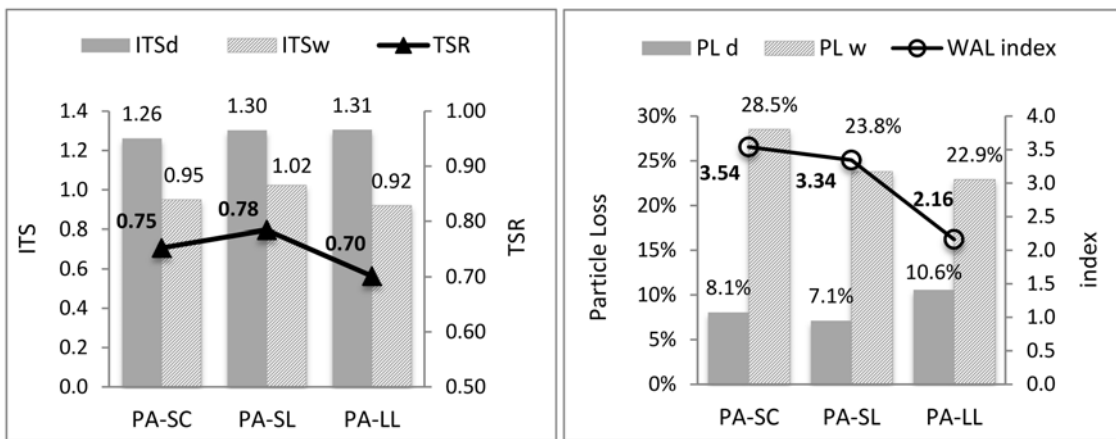 ITSd ITSw TSR
1.4
1.2
1.0
0.8
0.6
0.4
0.2
0.0
ITS
1.26 1.30 1.31
0.95 1.02 0.92
0.75 0.78 0.70
1.00
0.90
0.80
0.70
0.60
0.50
TSR
PA-SC PA-SL PA-LL
PL d PL w WAL index
30%
25%
20%
15%
10%
5%
0%
Particle Loss
28.5% 23.8% 22.9%
3.54 3.34 2.16
8.1% 7.1% 10.6%
4.0
3.5
3.0
2.5
2.0
1.5
1.0
0.5
0.0
index
PA-SC PA-SL PA-LL